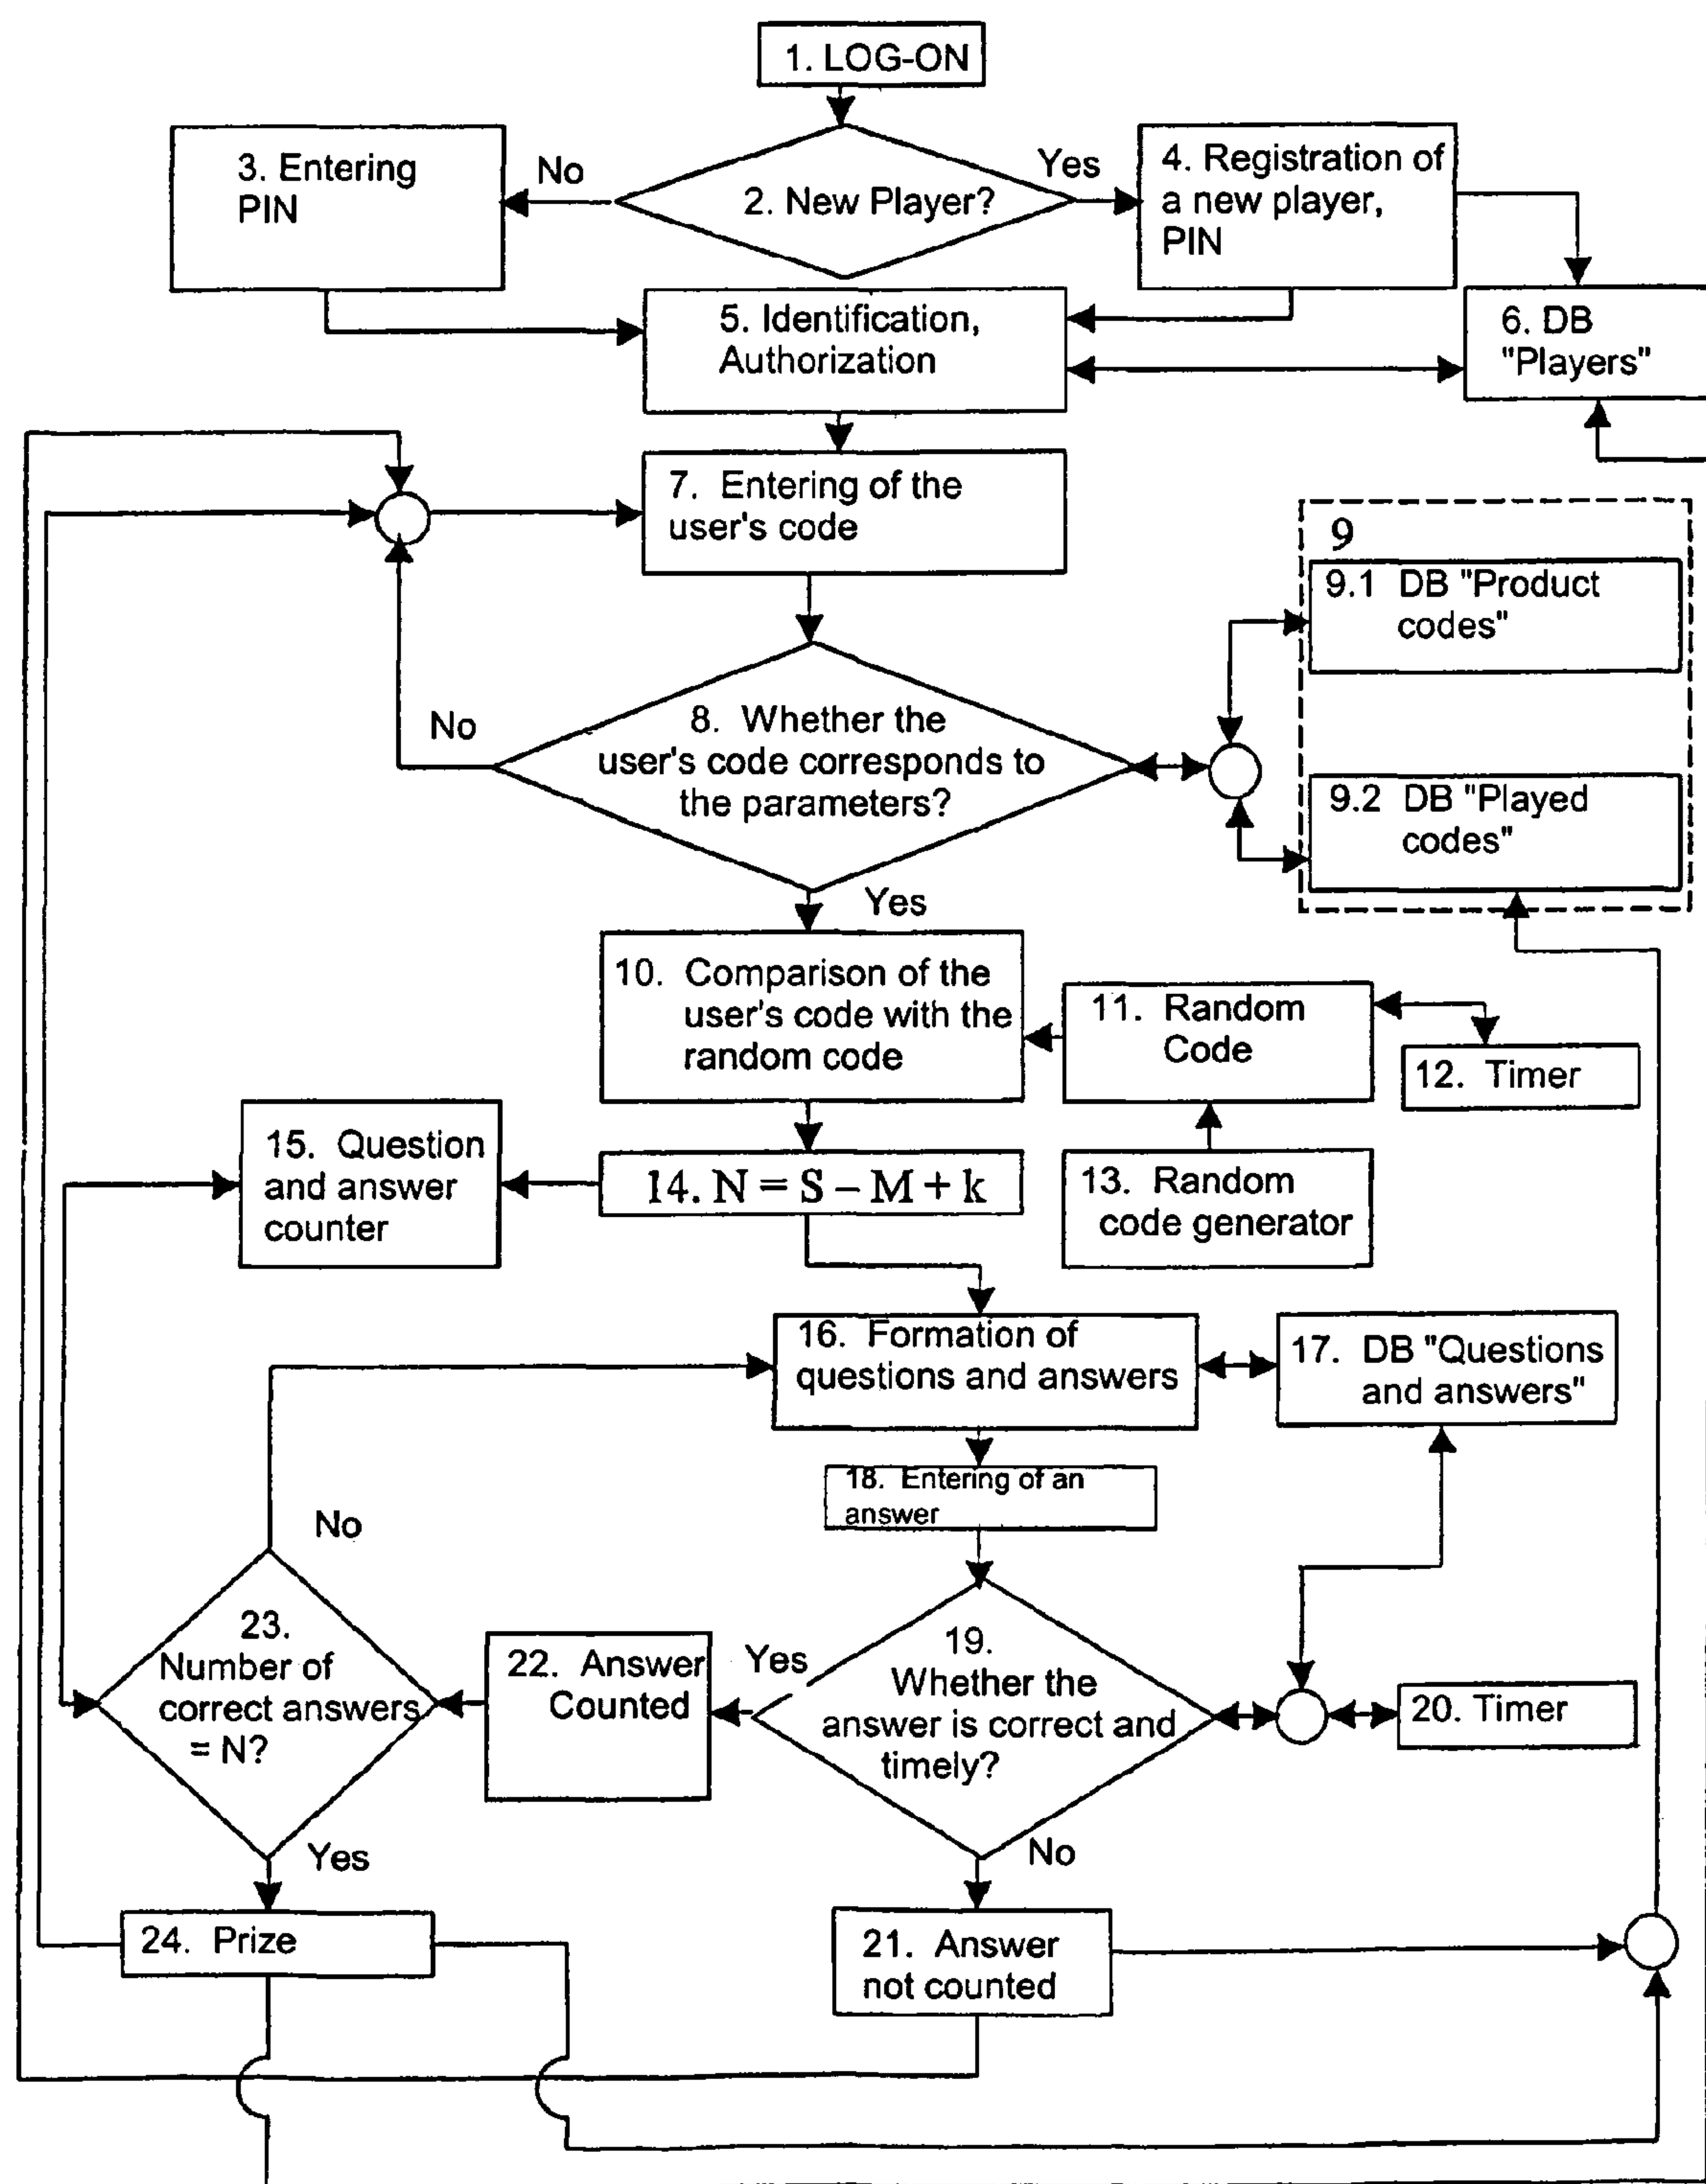 1. LOG-ON
3. Entering
PIN
No
2. New Player?
Yes
4. Registration of
a new player,
PIN
5. Identification,
Authorization
6. DB
"Players"
7. Entering of the
user's code
9
9.1 DB "Product
codes"
No
8. Whether the
user's code corresponds to
the parameters?
9.2 DB "Played
codes"
Yes
10. Comparison of the
user's code with the
random code
11. Random
Code
12. Timer
15. Question
and answer
counter
14. N = S – M + k
13. Random
code generator
16. Formation of
questions and answers
17. DB "Questions
and answers"
18. Entering of an
answer
No
23.
Number of
correct answers
= N?
22. Answer
Counted
Yes
19.
Whether the
answer is correct and
timely?
20. Timer
Yes
No
24. Prize
21. Answer
not counted